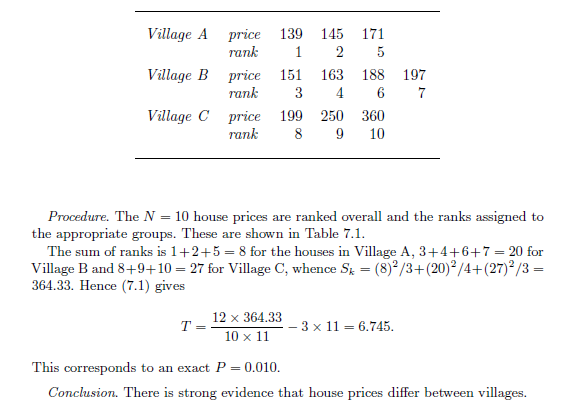 Village A price 139 145 171
rank 1 2 5
Village B price 151 163 188 197
rank 3 4 6 7
Village C price 199 250 360
rank 8 9 10
Procedure. The N = 10 house prices are ranked overall and the ranks assigned to
the appropriate groups. These are shown in Table 7.1.
The sum of ranks is 1+2+5 = 8 for the houses in Village A, 3+4+6+7 = 20 for
Village B and 8+9+10 = 27 for Village C, whence Sₖ = (8)²/3+(20)²/4+(27)²/3 =
364.33. Hence (7.1) gives
T = (12 × 364.33)/(10 × 11) − 3 × 11 = 6.745.
This corresponds to an exact P = 0.010.
Conclusion. There is strong evidence that house prices differ between villages.